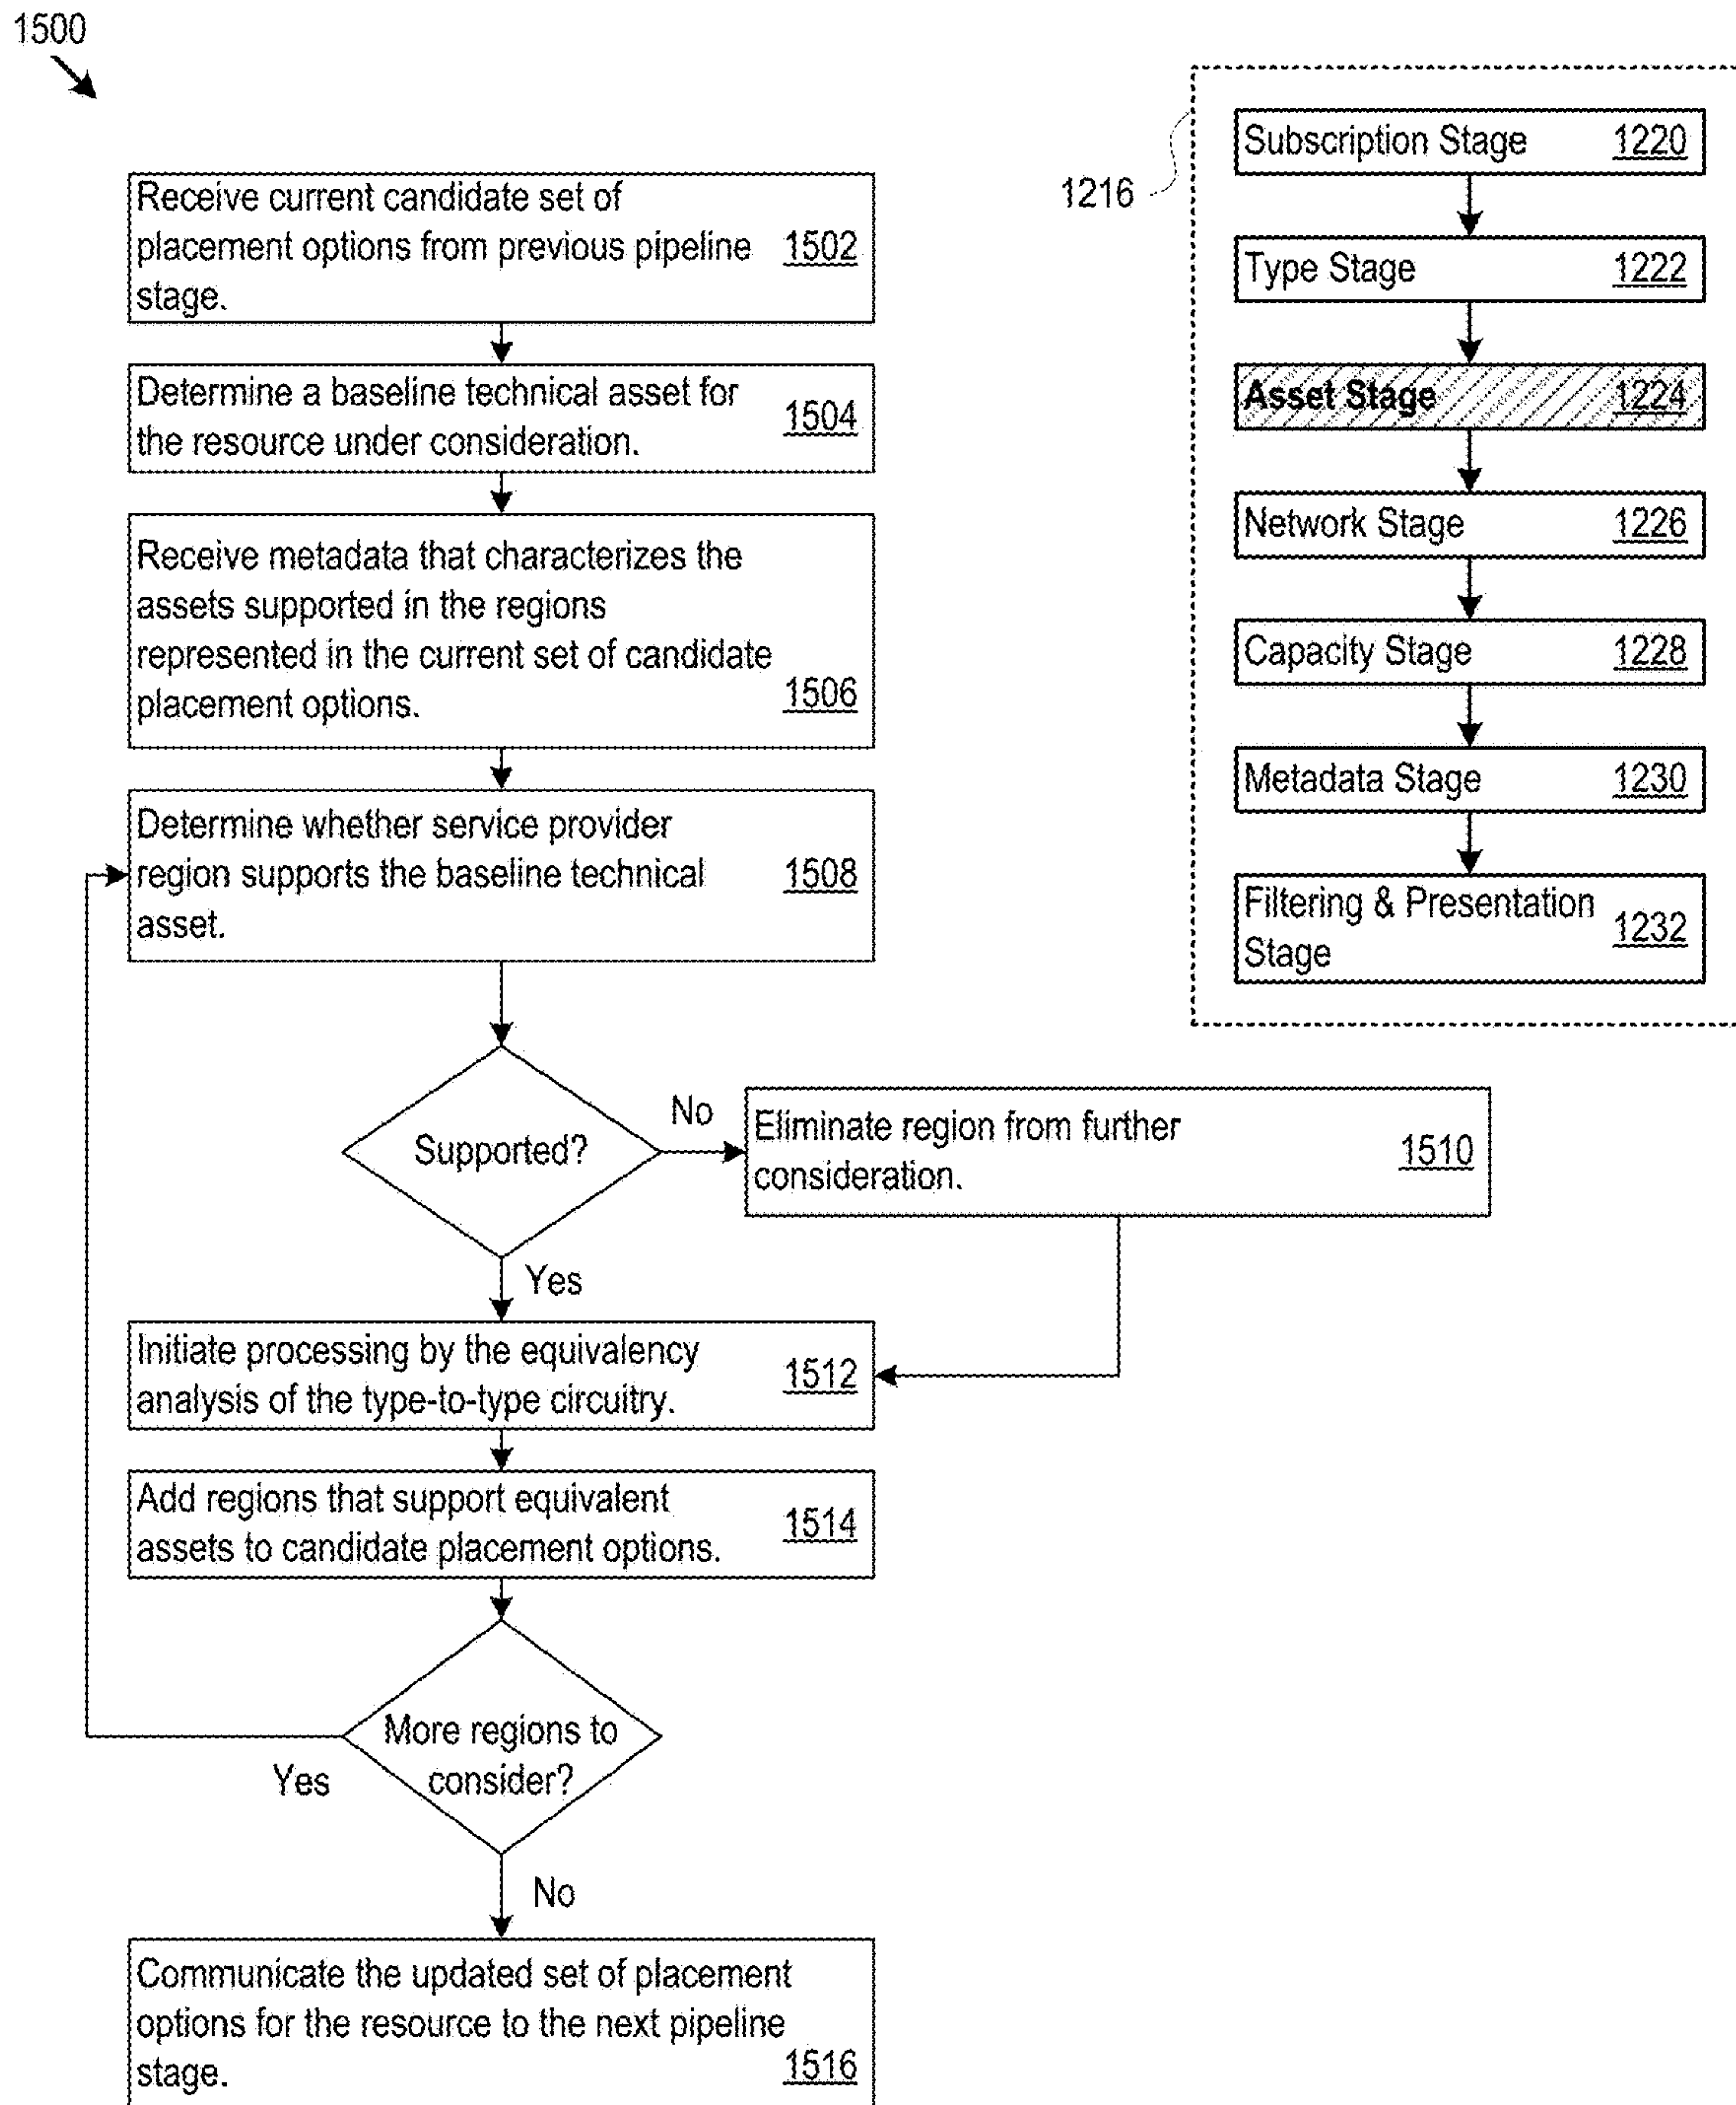 1500
Receive current candidate set of
placement options from previous pipeline 1502
stage.
Determine a baseline technical asset for
the resource under consideration. 1504
Receive metadata that characterizes the
assets supported in the regions
represented in the current set of candidate
placement options. 1506
Determine whether service provider
region supports the baseline technical 1508
asset.
Supported?
No
Eliminate region from further
consideration. 1510
Yes
Initiate processing by the equivalency
analysis of the type-to-type circuitry. 1512
Add regions that support equivalent
assets to candidate placement options. 1514
More regions to
consider?
Yes
No
Communicate the updated set of placement
options for the resource to the next pipeline
stage. 1516
1216
Subscription Stage 1220
Type Stage 1222
Asset Stage 1224
Network Stage 1226
Capacity Stage 1228
Metadata Stage 1230
Filtering & Presentation
Stage 1232